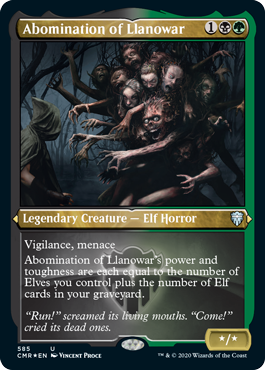 Abomination of Llanowar 1
Legendary Creature — Elf Horror
Vigilance, menace
Abomination of Llanowar's power and
toughness are each equal to the number of
Elves you control plus the number of Elf
cards in your graveyard.
"Run!" screamed its living mouths. "Come!"
cried its dead ones.
*/*
585 U
CMR ★ EN Vincent Proce
™ & © 2020 Wizards of the Coast